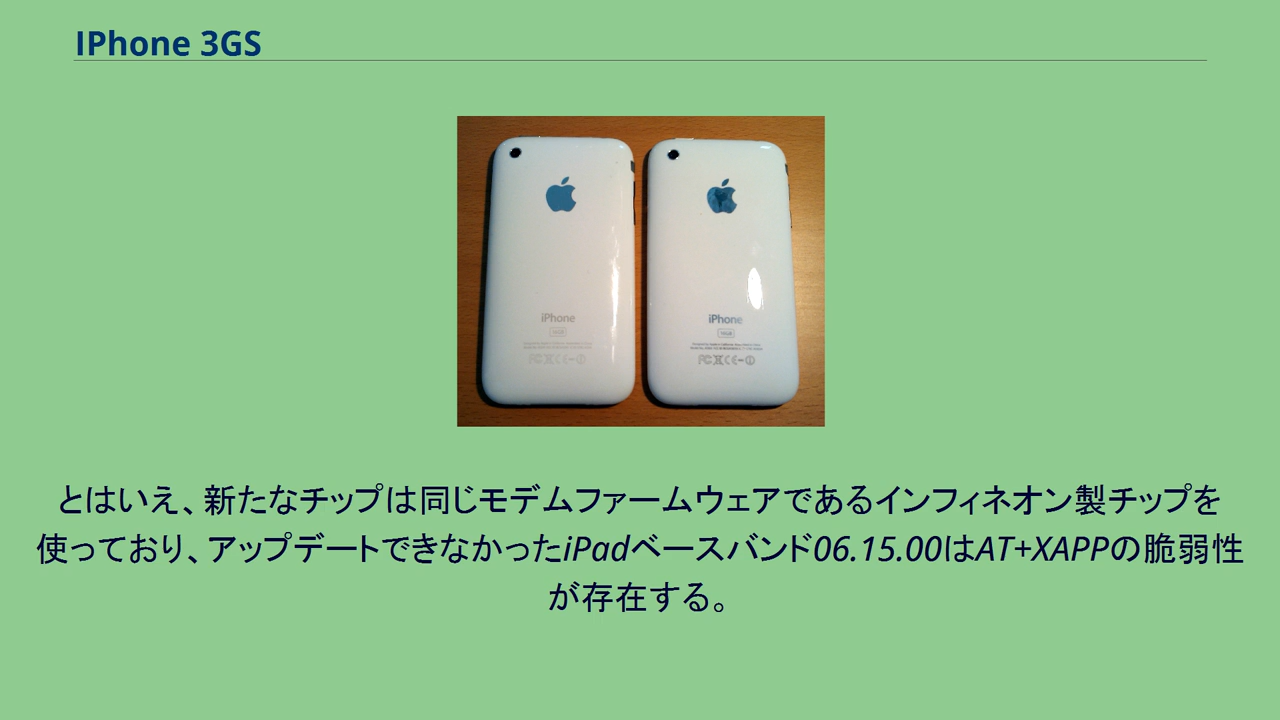 IPhone 3GS
iPhone
iPhone
16GB
とはいえ、新たなチップは同じモデムファームウェアであるインフィネオン製チップを
使っており、アップデートできなかったiPadベースバンド06.15.00はAT+XAPPの脆弱性
が存在する。